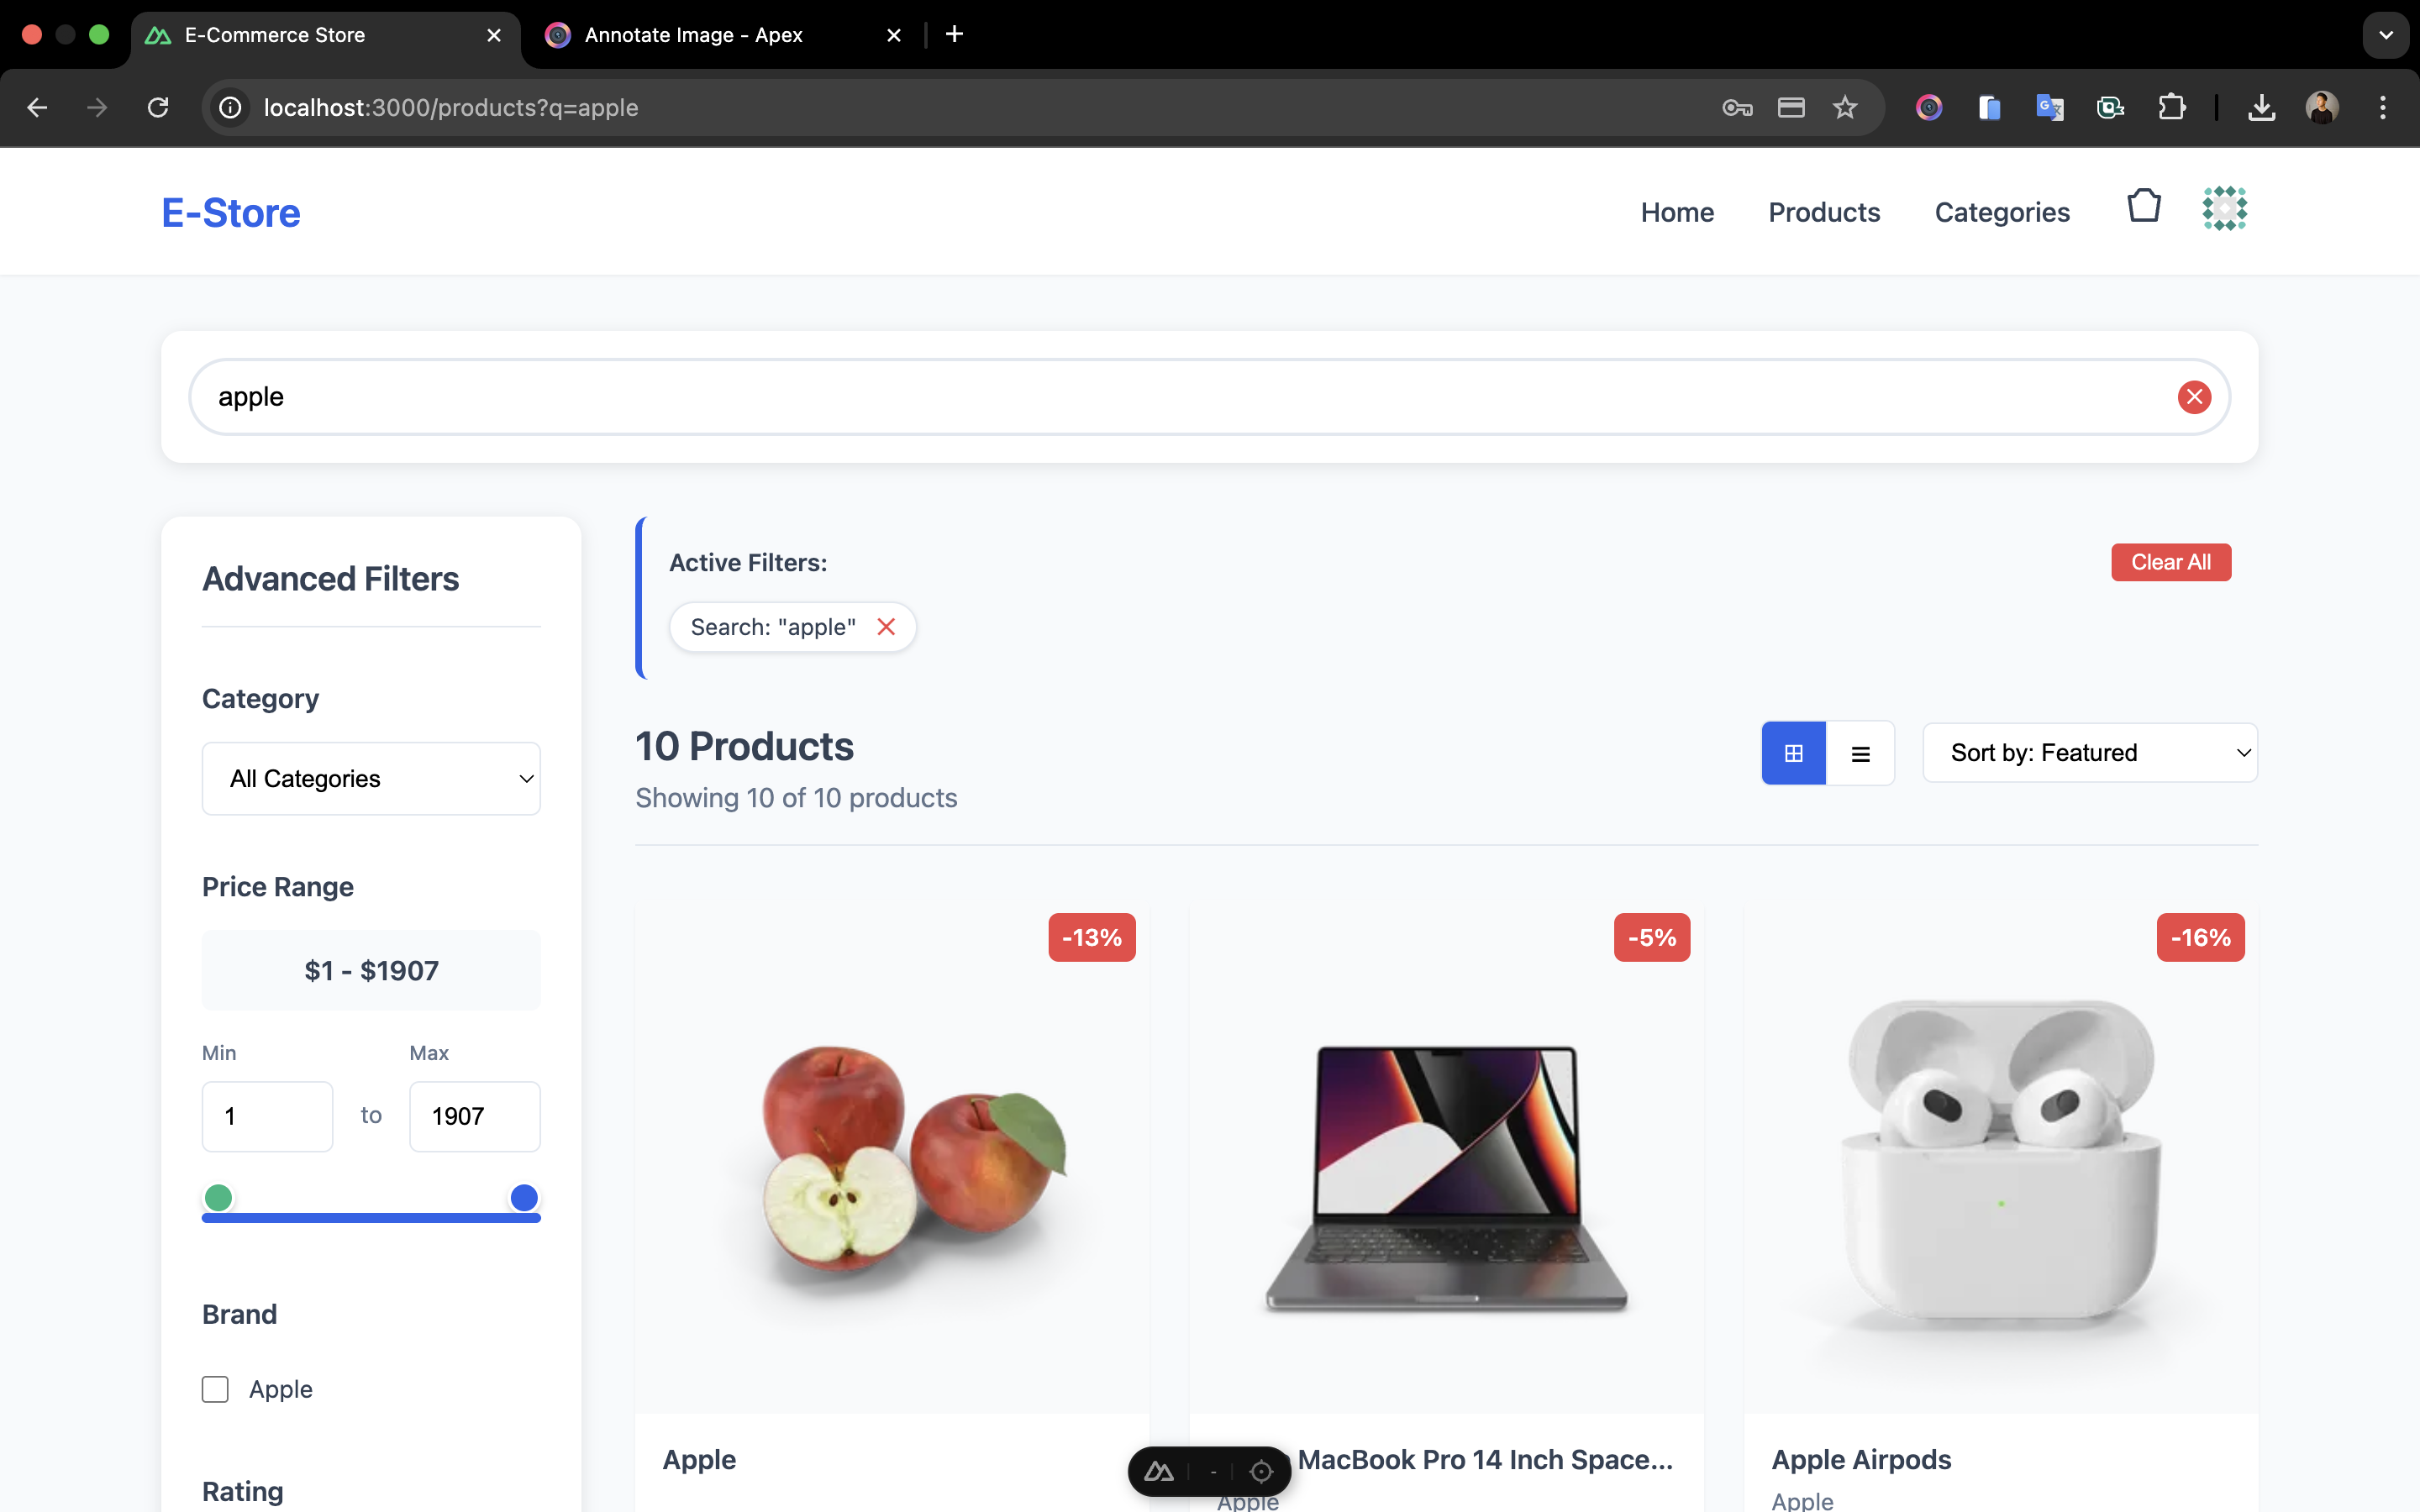 E-Commerce Store
Annotate Image - Apex
localhost:3000/products?q=apple
E-Store
Home
Products
Categories
apple
Advanced Filters
Category
All Categories
Price Range
$1 - $1907
Min
Max
1
to
1907
Brand
Apple
Rating
Active Filters:
Clear All
Search: "apple"
10 Products
Showing 10 of 10 products
Sort by: Featured
-13%
-5%
-16%
Apple
MacBook Pro 14 Inch Space...
Apple
Apple Airpods
Apple
-